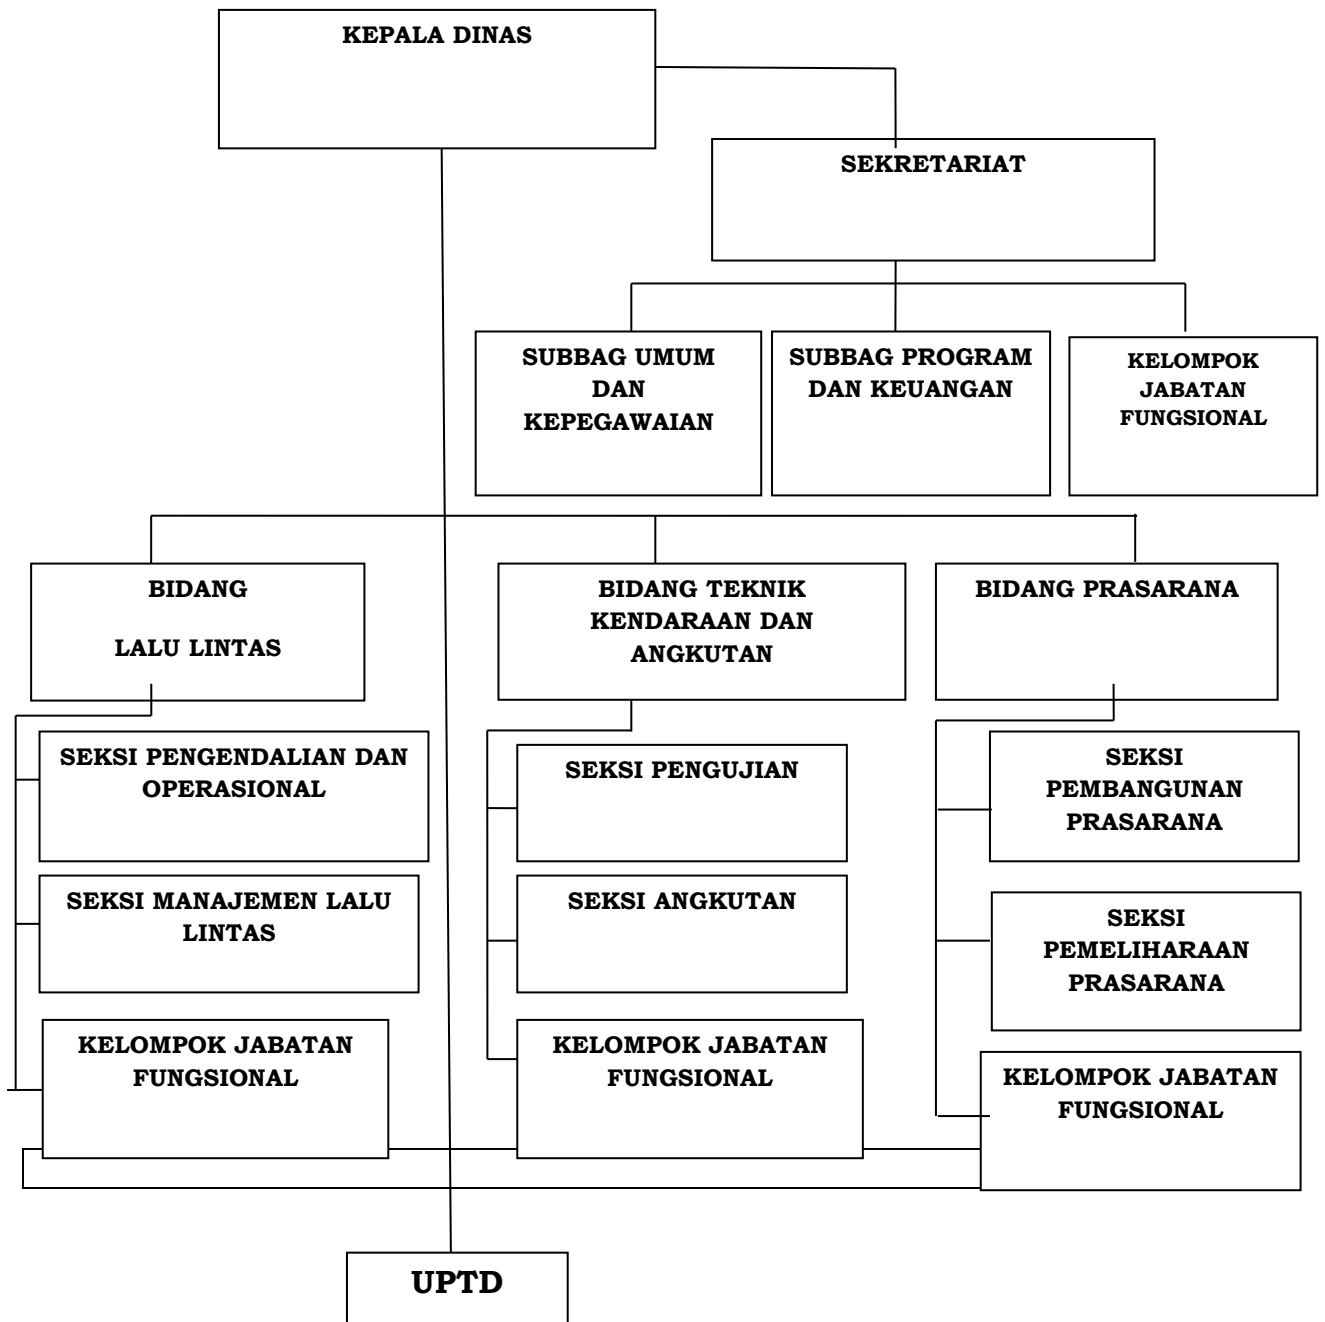 KEPALA DINAS
SEKRETARIAT
SUBBAG UMUM
DAN
KEPEGAWAIAN
SUBBAG PROGRAM
DAN KEUANGAN
KELOMPOK
JABATAN
FUNGSIONAL
BIDANG
LALU LINTAS
BIDANG TEKNIK
KENDARAAN DAN
ANGKUTAN
BIDANG PRASARANA
SEKSI PENGENDALIAN DAN
OPERASIONAL
SEKSI MANAJEMEN LALU
LINTAS
KELOMPOK JABATAN
FUNGSIONAL
SEKSI PENGUJIAN
SEKSI ANGKUTAN
KELOMPOK JABATAN
FUNGSIONAL
SEKSI
PEMBANGUNAN
PRASARANA
SEKSI
PEMELIHARAAN
PRASARANA
KELOMPOK JABATAN
FUNGSIONAL
UPTD